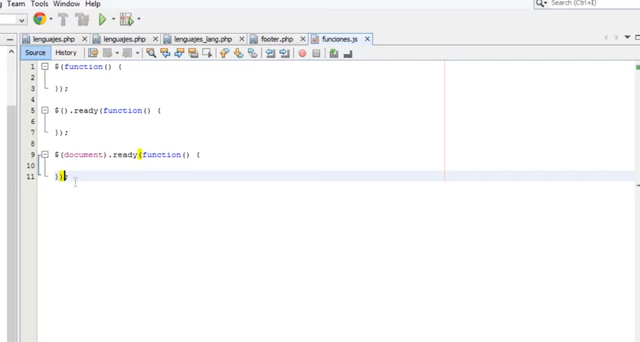 Team Tools Window Help
Search (Ctrl+I)
lenguajes.php lenguajes.php lenguajes_lang.php footer.php funciones.js
Source History
1 $(function() {
2
3 });
4
5 $().ready(function() {
6
7 });
8
9 $(document).ready(function() {
10
11 });